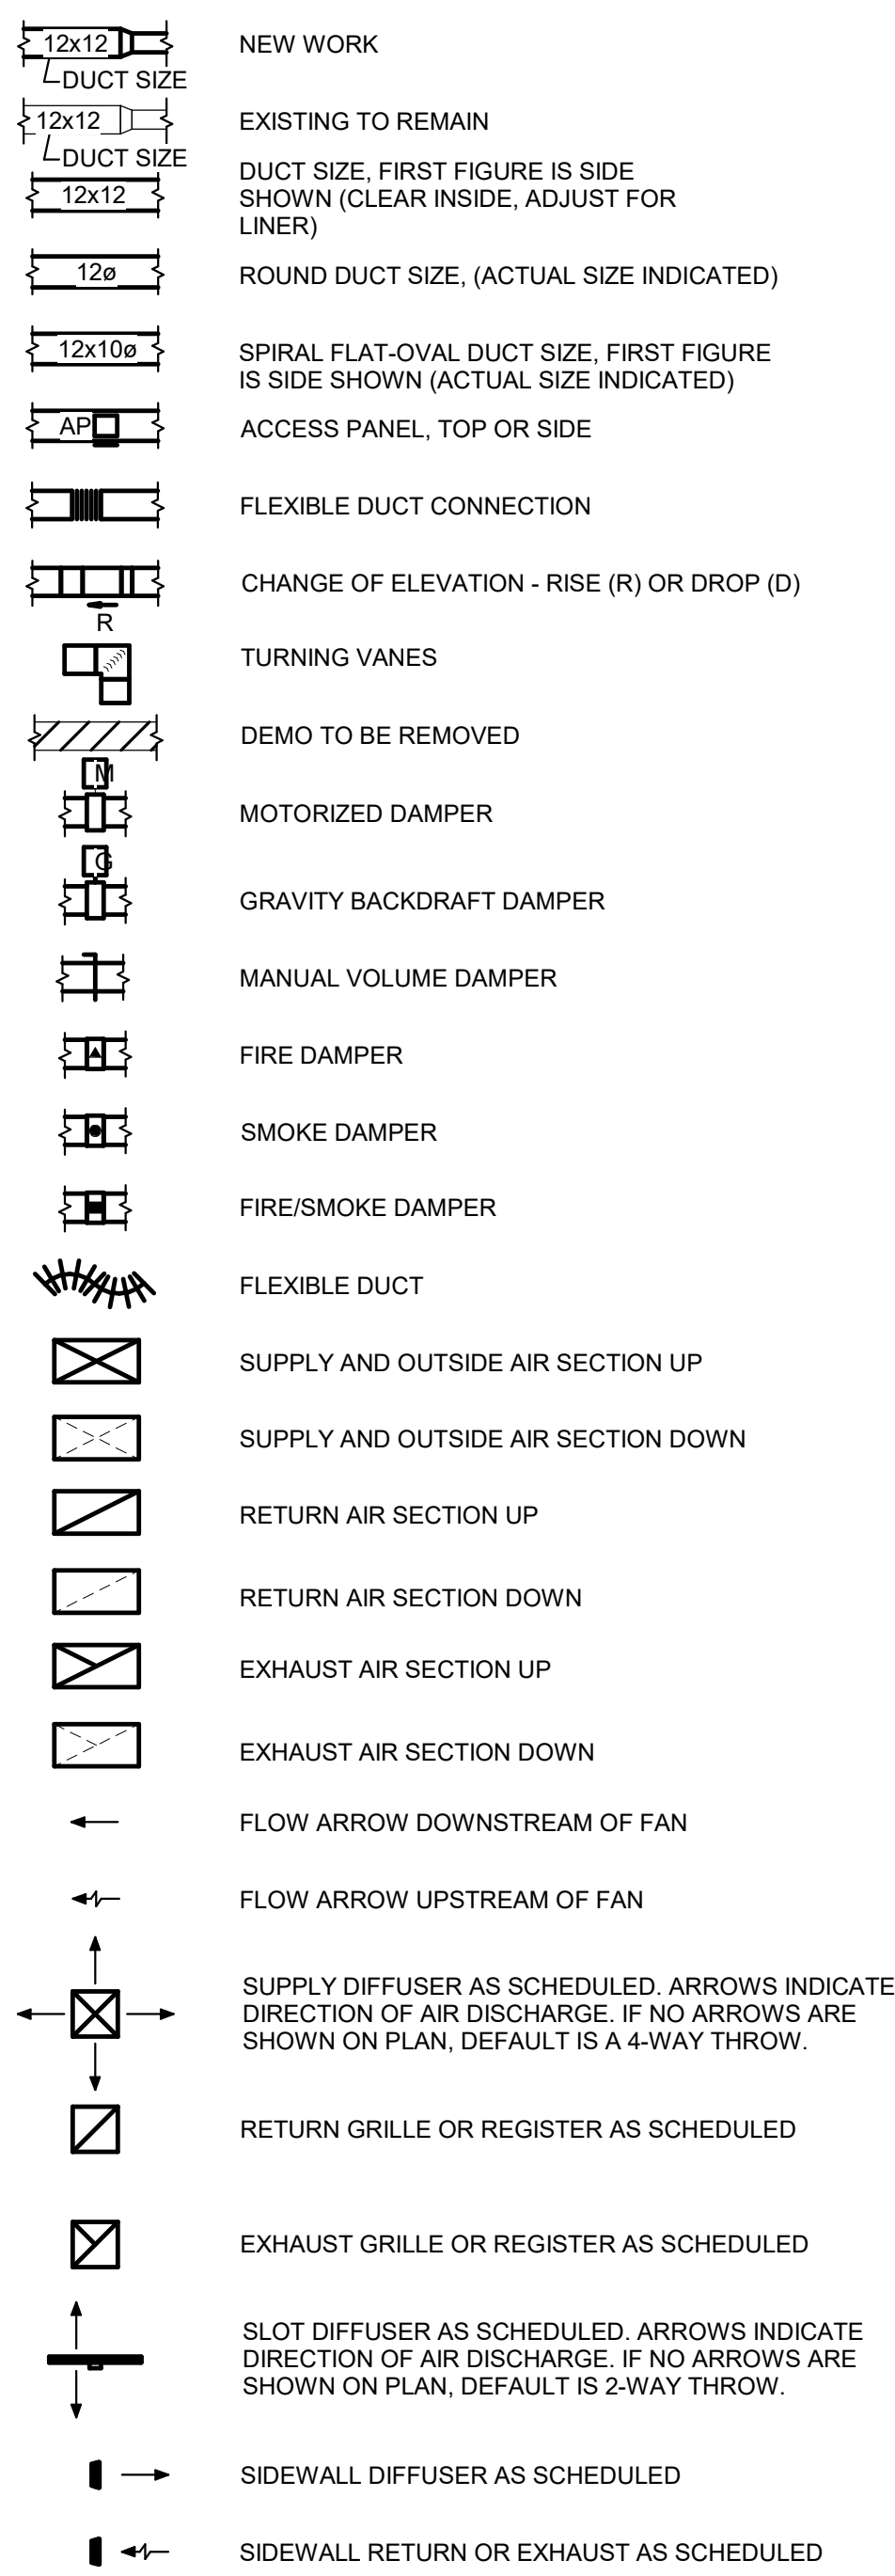 12x12
NEW WORK
DUCT SIZE
12x12
EXISTING TO REMAIN
DUCT SIZE
DUCT SIZE, FIRST FIGURE IS SIDE
12x12
SHOWN (CLEAR INSIDE, ADJUST FOR
LINER)
12ø
ROUND DUCT SIZE, (ACTUAL SIZE INDICATED)
12x10ø
SPIRAL FLAT-OVAL DUCT SIZE, FIRST FIGURE
IS SIDE SHOWN (ACTUAL SIZE INDICATED)
AP
ACCESS PANEL, TOP OR SIDE
FLEXIBLE DUCT CONNECTION
CHANGE OF ELEVATION - RISE (R) OR DROP (D)
R
TURNING VANES
DEMO TO BE REMOVED
M
MOTORIZED DAMPER
G
GRAVITY BACKDRAFT DAMPER
MANUAL VOLUME DAMPER
FIRE DAMPER
SMOKE DAMPER
FIRE/SMOKE DAMPER
FLEXIBLE DUCT
SUPPLY AND OUTSIDE AIR SECTION UP
SUPPLY AND OUTSIDE AIR SECTION DOWN
RETURN AIR SECTION UP
RETURN AIR SECTION DOWN
EXHAUST AIR SECTION UP
EXHAUST AIR SECTION DOWN
FLOW ARROW DOWNSTREAM OF FAN
FLOW ARROW UPSTREAM OF FAN
SUPPLY DIFFUSER AS SCHEDULED. ARROWS INDICATE
DIRECTION OF AIR DISCHARGE. IF NO ARROWS ARE
SHOWN ON PLAN, DEFAULT IS A 4-WAY THROW.
RETURN GRILLE OR REGISTER AS SCHEDULED
EXHAUST GRILLE OR REGISTER AS SCHEDULED
SLOT DIFFUSER AS SCHEDULED. ARROWS INDICATE
DIRECTION OF AIR DISCHARGE. IF NO ARROWS ARE
SHOWN ON PLAN, DEFAULT IS 2-WAY THROW.
SIDEWALL DIFFUSER AS SCHEDULED
SIDEWALL RETURN OR EXHAUST AS SCHEDULED